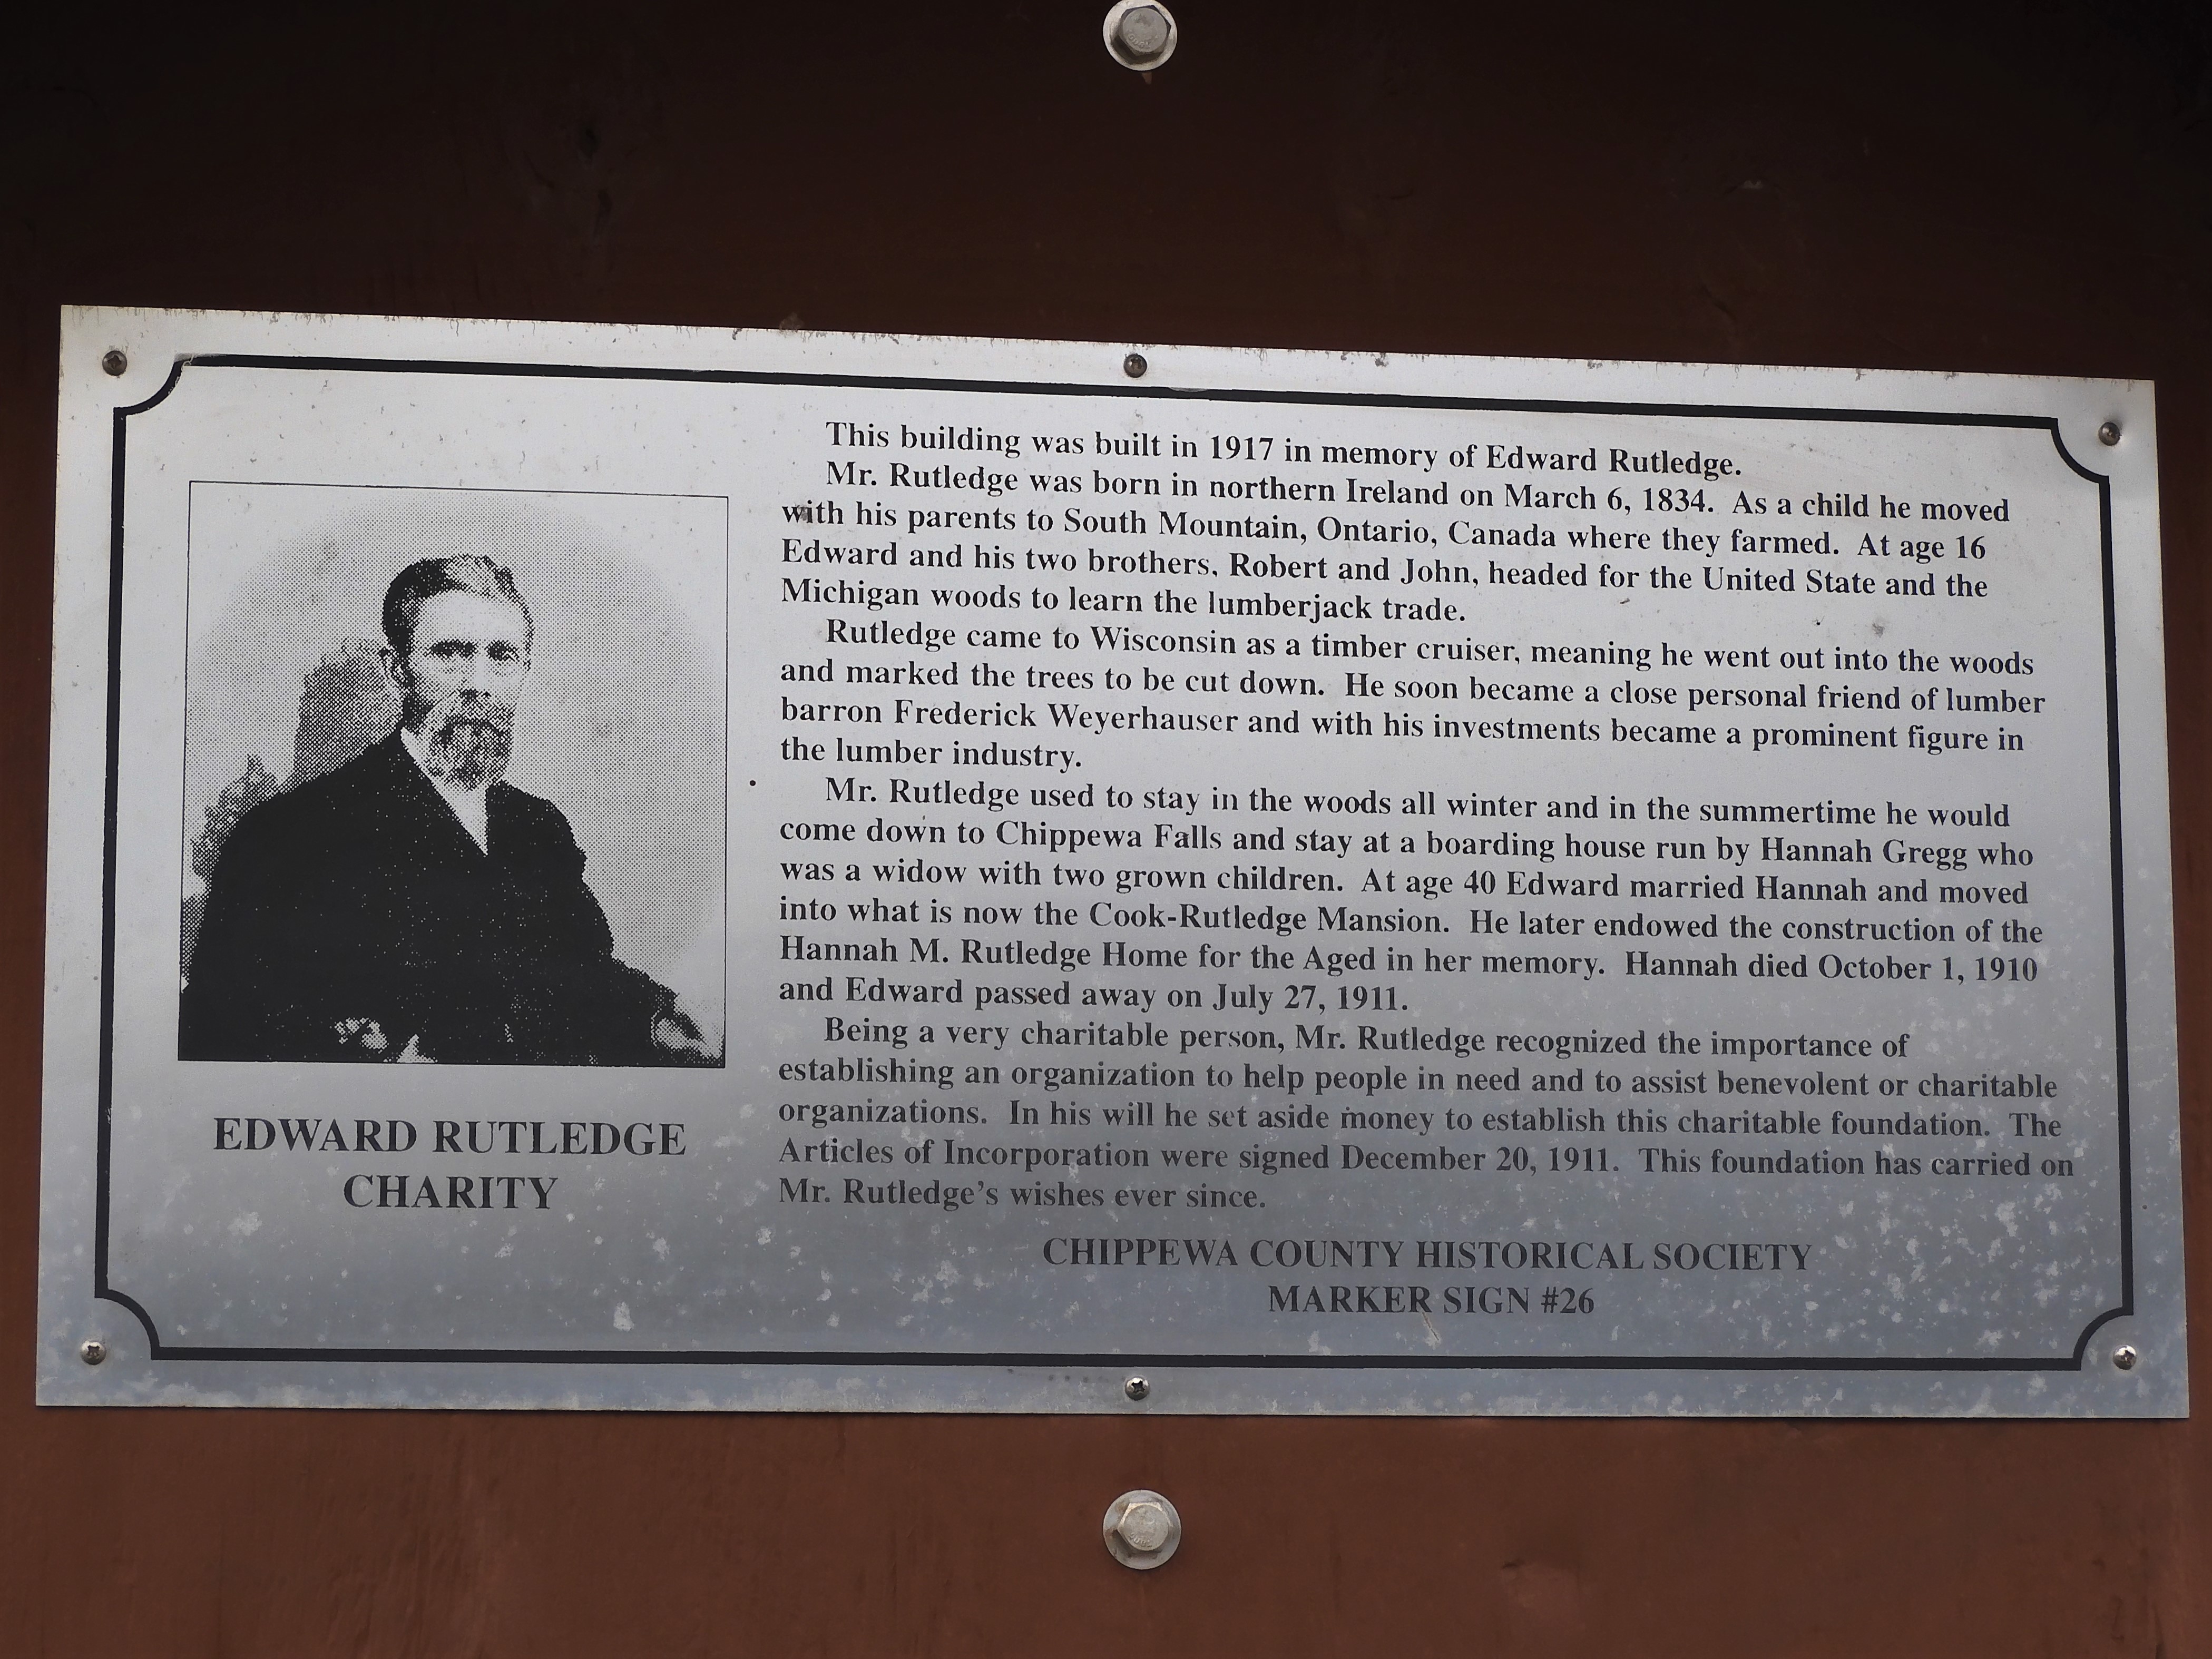 This building was built in 1917 in memory of Edward Rutledge.
Mr. Rutledge was born in northern Ireland on March 6, 1834. As a child he moved
with his parents to South Mountain, Ontario, Canada where they farmed. At age 16
Edward and his two brothers, Robert and John, headed for the United State and the
Michigan woods to learn the lumberjack trade.
Rutledge came to Wisconsin as a timber cruiser, meaning he went out into the woods
and marked the trees to be cut down. He soon became a close personal friend of lumber
barron Frederick Weyerhauser and with his investments became a prominent figure in
the lumber industry.
Mr. Rutledge used to stay in the woods all winter and in the summertime he would
come down to Chippewa Falls and stay at a boarding house run by Hannah Gregg who
was a widow with two grown children. At age 40 Edward married Hannah and moved
into what is now the Cook-Rutledge Mansion. He later endowed the construction of the
Hannah M. Rutledge Home for the Aged in her memory. Hannah died October 1, 1910
and Edward passed away on July 27, 1911.
Being a very charitable person, Mr. Rutledge recognized the importance of
establishing an organization to help people in need and to assist benevolent or charitable
organizations. In his will he set aside money to establish this charitable foundation. The
Articles of Incorporation were signed December 20, 1911. This foundation has carried on
Mr. Rutledge's wishes ever since.
EDWARD RUTLEDGE
CHARITY
CHIPPEWA COUNTY HISTORICAL SOCIETY
MARKER SIGN #26